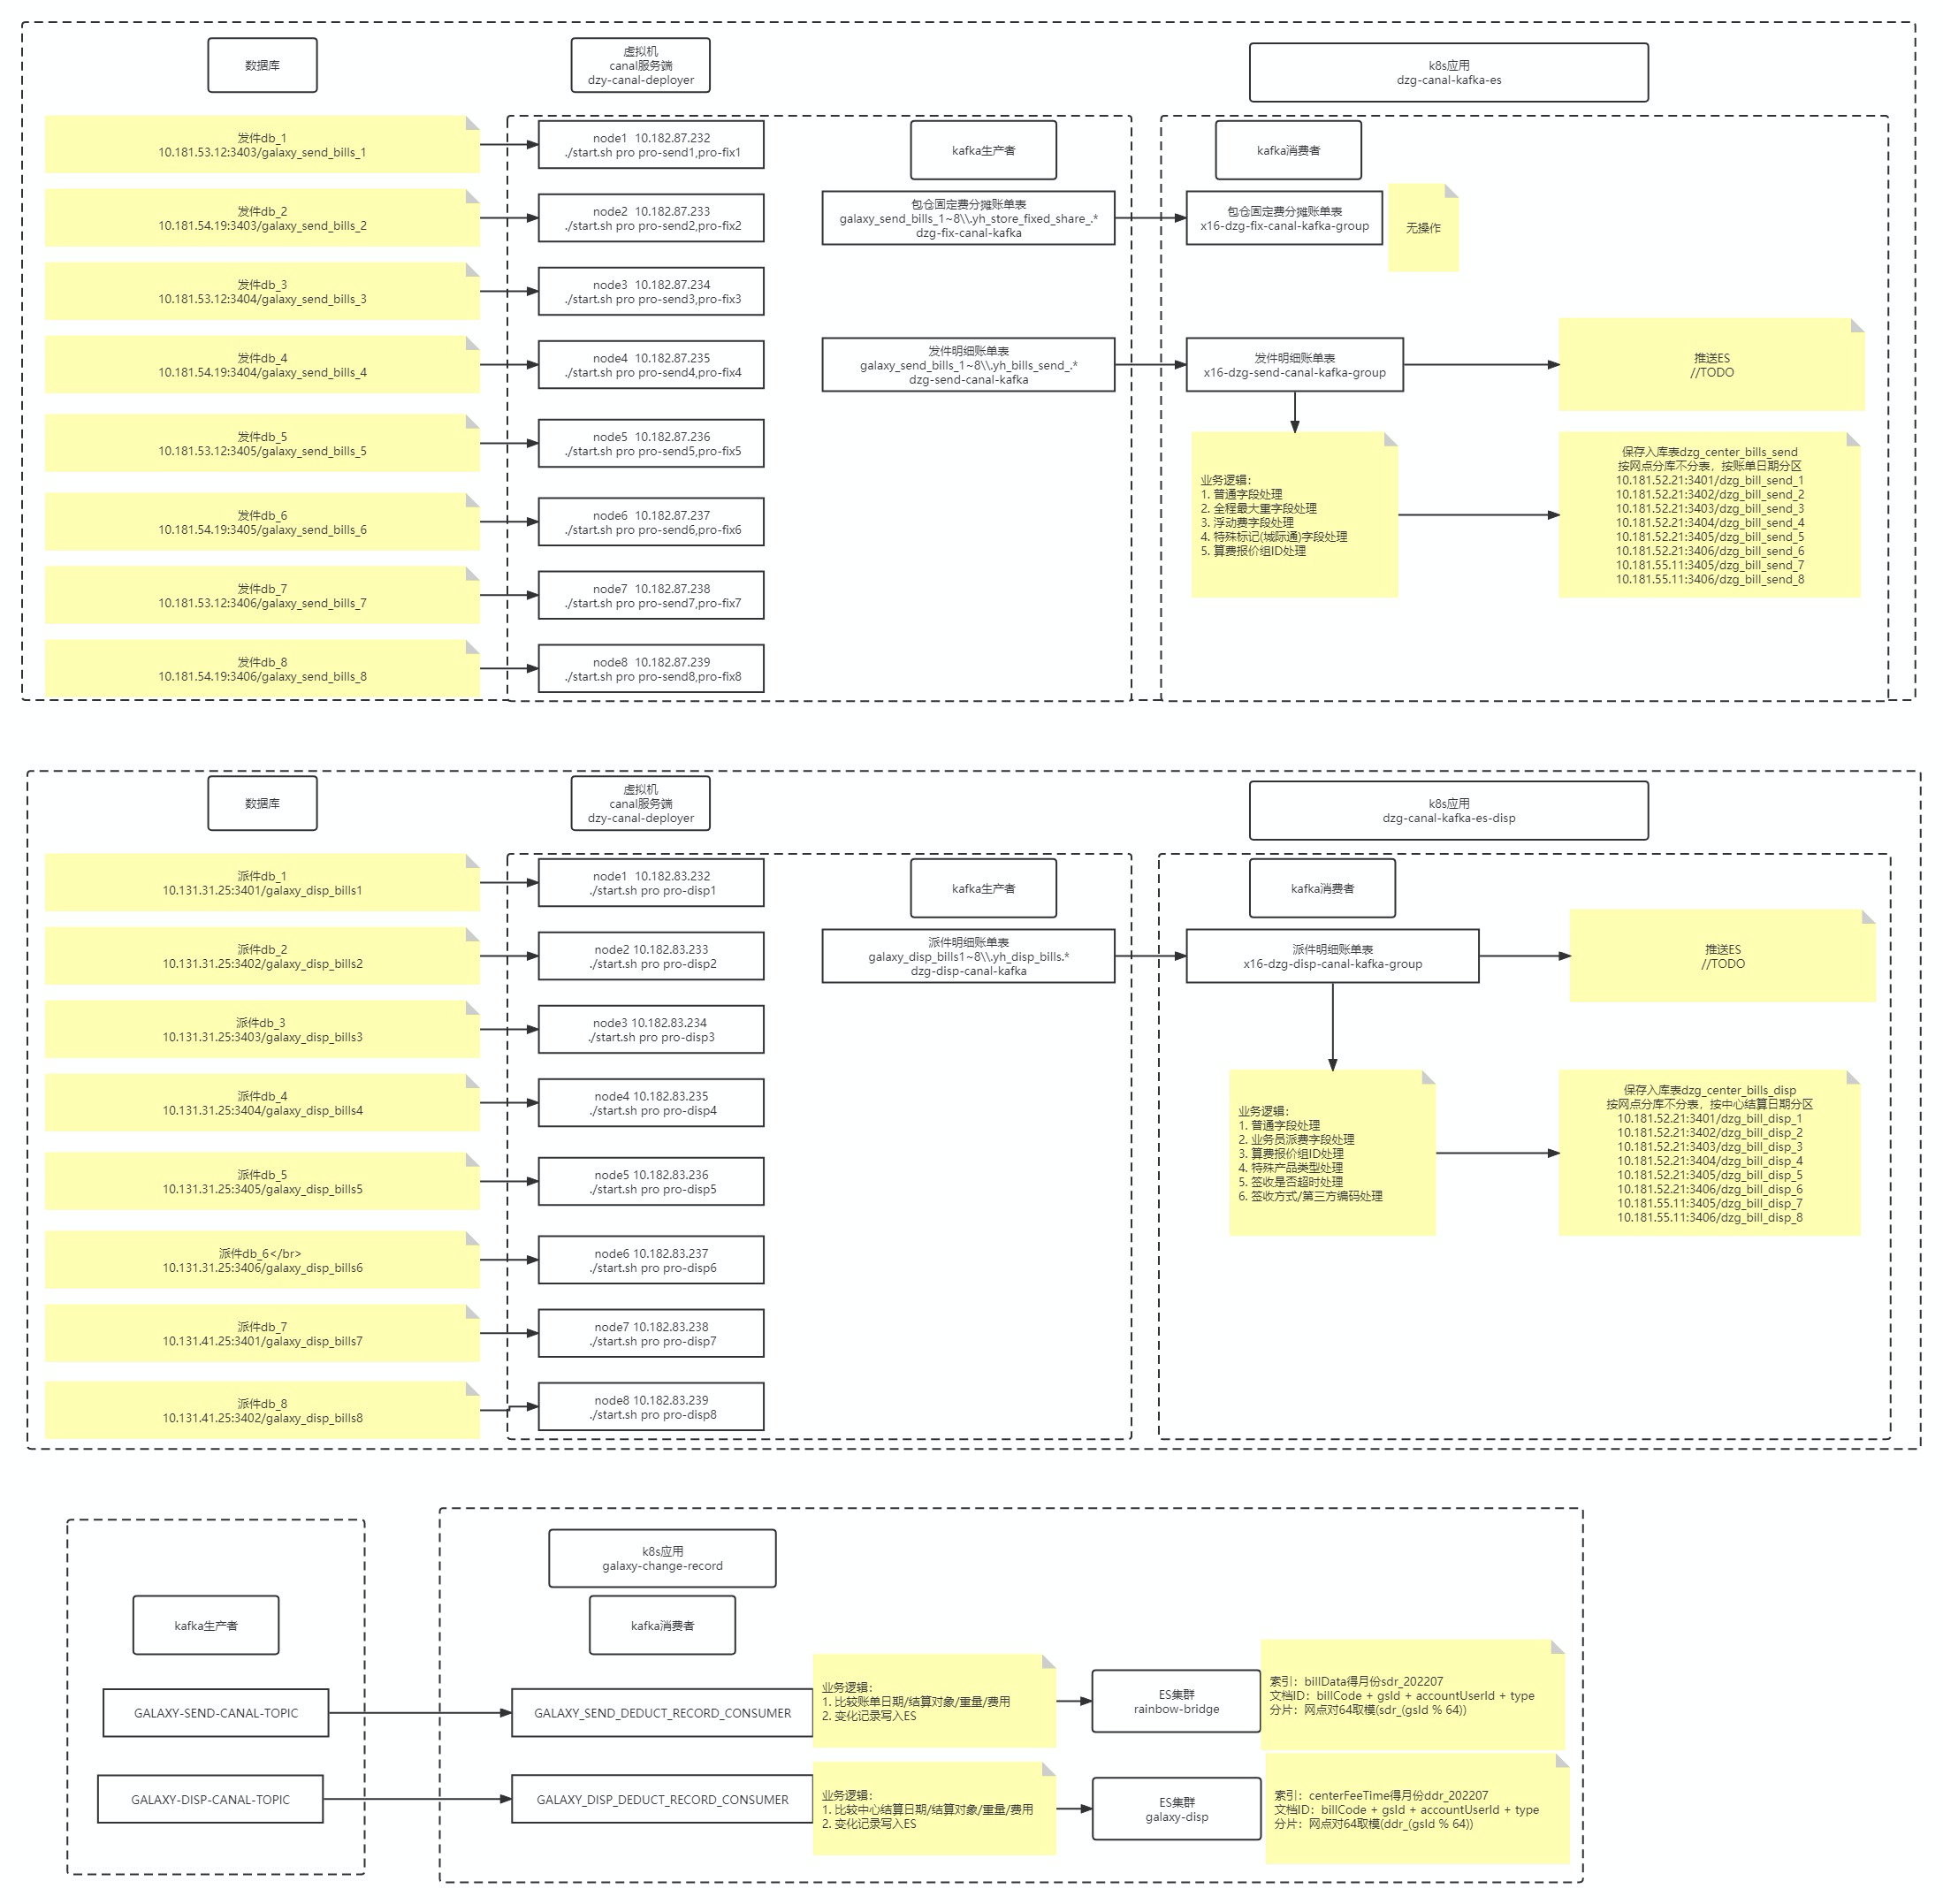 数据库
虚拟机
canal服务端
dzy-canal-deployer
k8s应用
dzg-canal-kafka-es
发件db_1
10.181.53.12:3403/galaxy_send_bills_1
发件db_2
10.181.54.19:3403/galaxy_send_bills_2
发件db_3
10.181.53.12:3404/galaxy_send_bills_3
发件db_4
10.181.54.19:3404/galaxy_send_bills_4
发件db_5
10.181.53.12:3405/galaxy_send_bills_5
发件db_6
10.181.54.19:3405/galaxy_send_bills_6
发件db_7
10.181.53.12:3406/galaxy_send_bills_7
发件db_8
10.181.54.19:3406/galaxy_send_bills_8
node1  10.182.87.232
./start.sh pro pro-send1,pro-fix1
node2  10.182.87.233
./start.sh pro pro-send2,pro-fix2
node3  10.182.87.234
./start.sh pro pro-send3,pro-fix3
node4  10.182.87.235
./start.sh pro pro-send4,pro-fix4
node5  10.182.87.236
./start.sh pro pro-send5,pro-fix5
node6  10.182.87.237
./start.sh pro pro-send6,pro-fix6
node7  10.182.87.238
./start.sh pro pro-send7,pro-fix7
node8  10.182.87.239
./start.sh pro pro-send8,pro-fix8
kafka生产者
包仓固定费分摊账单表
galaxy_send_bills_1~8\\.yh_store_fixed_share_.*
dzg-fix-canal-kafka
发件明细账单表
galaxy_send_bills_1~8\\.yh_bills_send_.*
dzg-send-canal-kafka
kafka消费者
包仓固定费分摊账单表
x16-dzg-fix-canal-kafka-group
无操作
发件明细账单表
x16-dzg-send-canal-kafka-group
推送ES
//TODO
业务逻辑：
1. 普通字段处理
2. 全程最大重字段处理
3. 浮动费字段处理
4. 特殊标记(城际通)字段处理
5. 算费报价组ID处理
保存入库表dzg_center_bills_send
按网点分库不分表，按账单日期分区
10.181.52.21:3401/dzg_bill_send_1
10.181.52.21:3402/dzg_bill_send_2
10.181.52.21:3403/dzg_bill_send_3
10.181.52.21:3404/dzg_bill_send_4
10.181.52.21:3405/dzg_bill_send_5
10.181.52.21:3406/dzg_bill_send_6
10.181.55.11:3405/dzg_bill_send_7
10.181.55.11:3406/dzg_bill_send_8
数据库
虚拟机
canal服务端
dzy-canal-deployer
k8s应用
dzg-canal-kafka-es-disp
派件db_1
10.131.31.25:3401/galaxy_disp_bills1
派件db_2
10.131.31.25:3402/galaxy_disp_bills2
派件db_3
10.131.31.25:3403/galaxy_disp_bills3
派件db_4
10.131.31.25:3404/galaxy_disp_bills4
派件db_5
10.131.31.25:3405/galaxy_disp_bills5
派件db_6</br>
10.131.31.25:3406/galaxy_disp_bills6
派件db_7
10.131.41.25:3401/galaxy_disp_bills7
派件db_8
10.131.41.25:3402/galaxy_disp_bills8
node1  10.182.83.232
./start.sh pro pro-disp1
node2 10.182.83.233
./start.sh pro pro-disp2
node3 10.182.83.234
./start.sh pro pro-disp3
node4 10.182.83.235
./start.sh pro pro-disp4
node5 10.182.83.236
./start.sh pro pro-disp5
node6 10.182.83.237
./start.sh pro pro-disp6
node7 10.182.83.238
./start.sh pro pro-disp7
node8 10.182.83.239
./start.sh pro pro-disp8
kafka生产者
派件明细账单表
galaxy_disp_bills1~8\\.yh_disp_bills.*
dzg-disp-canal-kafka
kafka消费者
派件明细账单表
x16-dzg-disp-canal-kafka-group
推送ES
//TODO
业务逻辑：
1. 普通字段处理
2. 业务员派费字段处理
3. 算费报价组ID处理
4. 特殊产品类型处理
5. 签收是否超时处理
6. 签收方式/第三方编码处理
保存入库表dzg_center_bills_disp
按网点分库不分表，按中心结算日期分区
10.181.52.21:3401/dzg_bill_disp_1
10.181.52.21:3402/dzg_bill_disp_2
10.181.52.21:3403/dzg_bill_disp_3
10.181.52.21:3404/dzg_bill_disp_4
10.181.52.21:3405/dzg_bill_disp_5
10.181.52.21:3406/dzg_bill_disp_6
10.181.55.11:3405/dzg_bill_disp_7
10.181.55.11:3406/dzg_bill_disp_8
kafka生产者
GALAXY-SEND-CANAL-TOPIC
GALAXY-DISP-CANAL-TOPIC
k8s应用
galaxy-change-record
kafka消费者
GALAXY_SEND_DEDUCT_RECORD_CONSUMER
业务逻辑：
1. 比较账单日期/结算对象/重量/费用
2. 变化记录写入ES
ES集群
rainbow-bridge
索引：billData得月份sdr_202207
文档ID：billCode + gsId + accountUserId + type
分片：网点对64取模(sdr_(gsId % 64))
GALAXY_DISP_DEDUCT_RECORD_CONSUMER
业务逻辑：
1. 比较中心结算日期/结算对象/重量/费用
2. 变化记录写入ES
ES集群
galaxy-disp
索引：centerFeeTime得月份ddr_202207
文档ID：billCode + gsId + accountUserId + type
分片：网点对64取模(ddr_(gsId % 64))